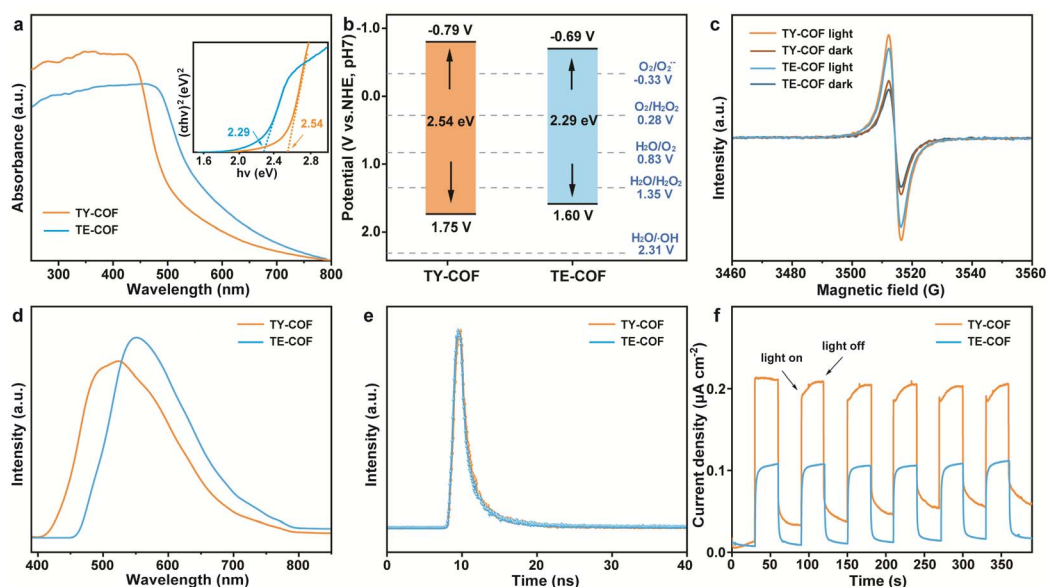 a
Absorbance (a.u.)
(αhv)² (eV)²
2.29
2.54
1.6 2.0 2.4 2.8
hv (eV)
TY-COF
TE-COF
300 400 500 600 700 800
Wavelength (nm)
b
Potential (V vs.NHE, pH7)
-1.0
0.0
1.0
2.0
-0.79 V
-0.69 V
2.54 eV
2.29 eV
1.75 V
1.60 V
O₂/O₂·⁻
-0.33 V
O₂/H₂O₂
0.28 V
H₂O/O₂
0.83 V
H₂O/H₂O₂
1.35 V
H₂O/·OH
2.31 V
TY-COF TE-COF
c
Intensity (a.u.)
TY-COF light
TY-COF dark
TE-COF light
TE-COF dark
3460 3480 3500 3520 3540 3560
Magnetic field (G)
d
Intensity (a.u.)
TY-COF
TE-COF
400 500 600 700 800
Wavelength (nm)
e
Intensity (a.u.)
TY-COF
TE-COF
0 10 20 30 40
Time (ns)
f
Current density (μA cm⁻²)
0.2
0.1
0.0
light on
light off
TY-COF
TE-COF
0 50 100 150 200 250 300 350
Time (s)